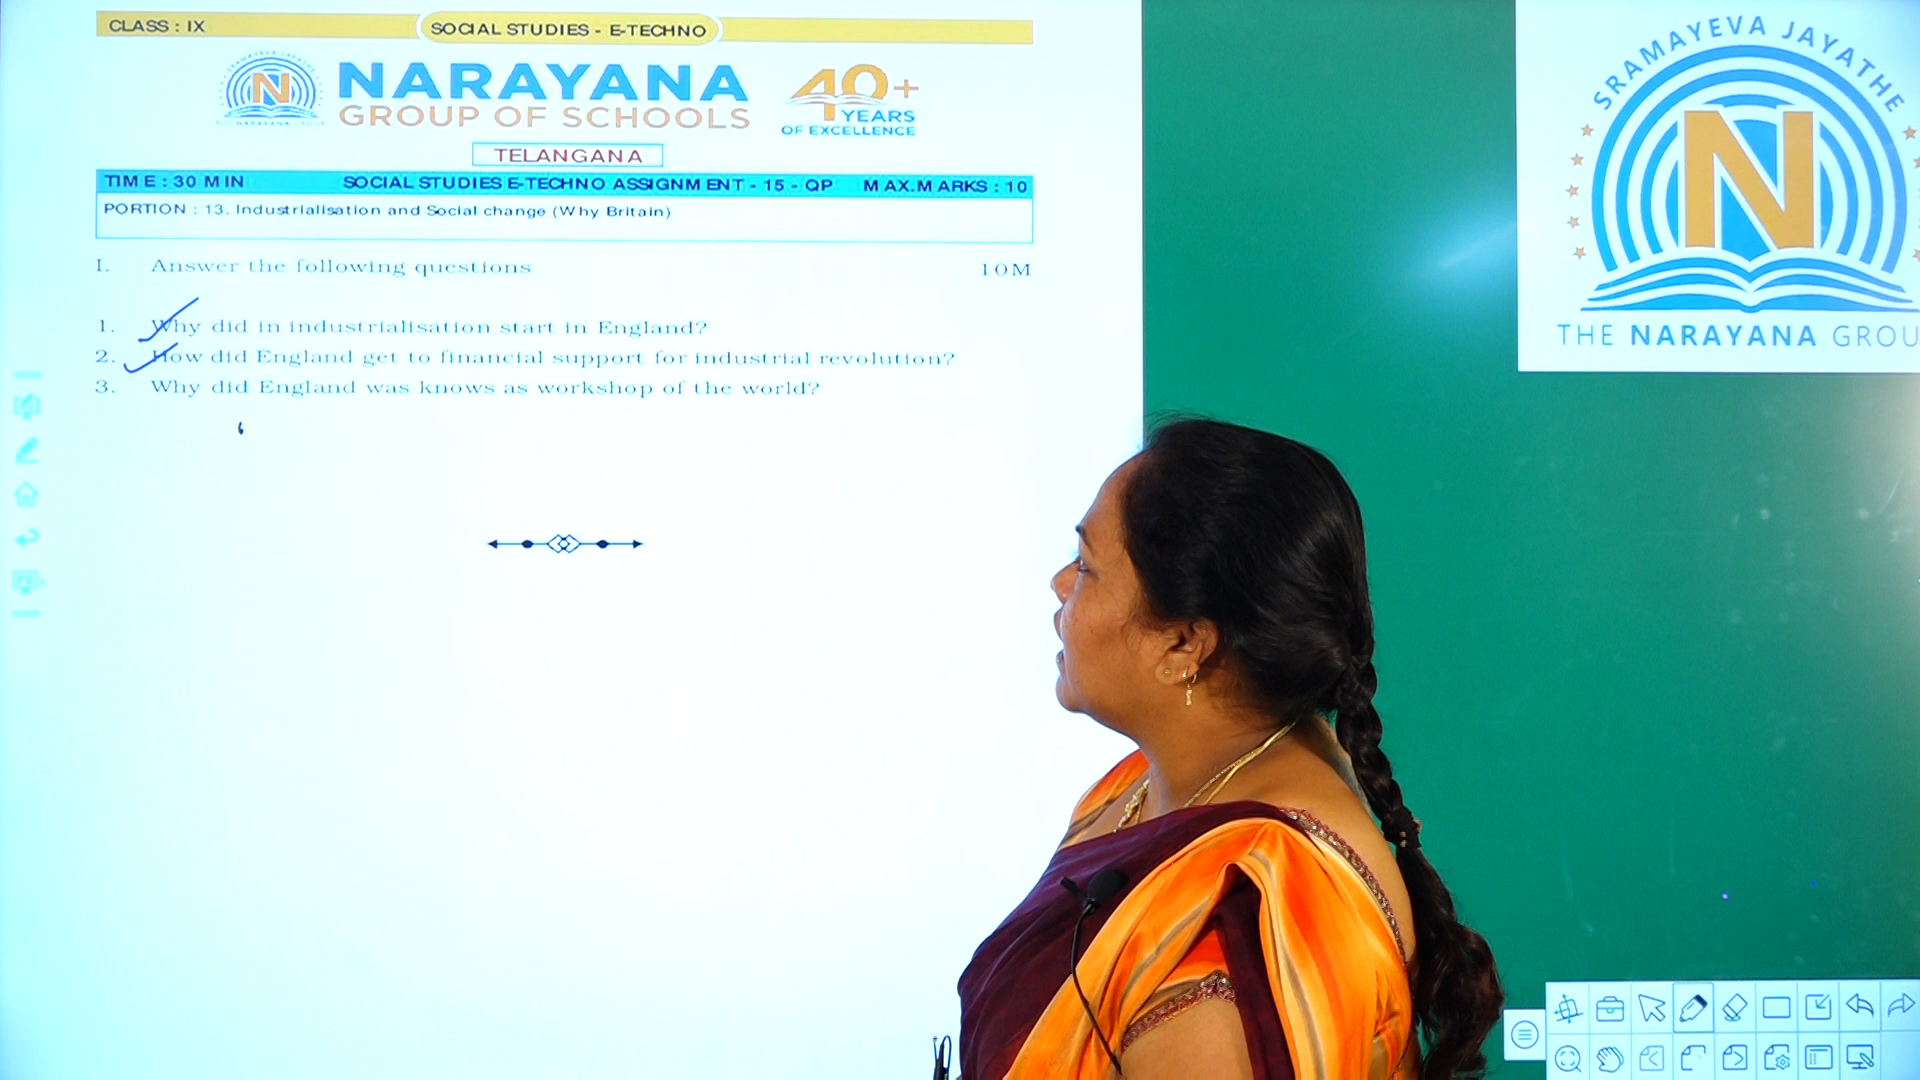 CLASS : IX
SOCIAL STUDIES - E-TECHNO
NARAYANA
GROUP OF SCHOOLS
40+
YEARS
OF EXCELLENCE
TELANGANA
TIME : 30 MIN SOCIAL STUDIES E-TECHNO ASSIGNMENT - 15 - QP MAX.MARKS : 10
PORTION : 13. Industrialisation and Social change (Why Britain)
I. Answer the following questions 10M
1. Why did in industrialisation start in England?
2. How did England get to financial support for industrial revolution?
3. Why did England was knows as workshop of the world?
SRAMAYEVA JAYATHE
N
THE NARAYANA GROU